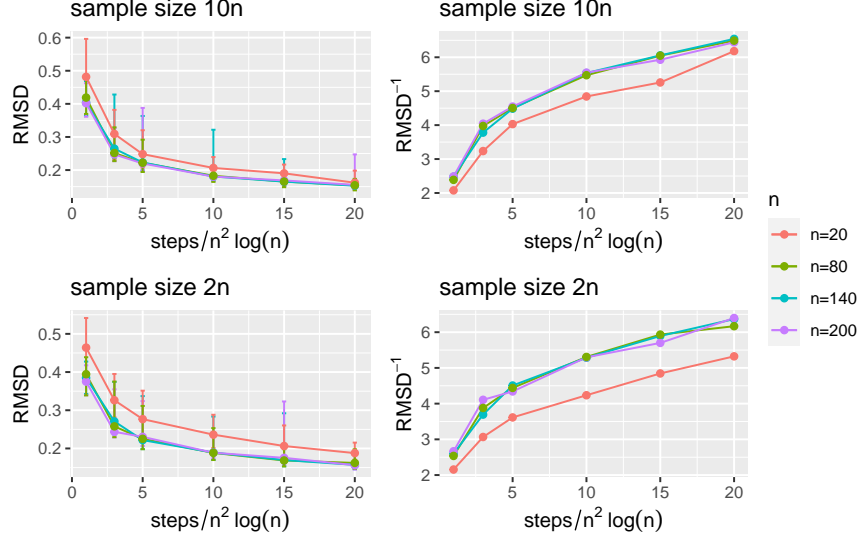 sample size 10n
0.6
0.5
0.4
0.3
0.2
RMSD
0
5
10
15
20
steps/n² log(n)
sample size 10n
6
5
4
3
2
RMSD⁻¹
5
10
15
20
steps/n² log(n)
sample size 2n
0.5
0.4
0.3
0.2
RMSD
0
5
10
15
20
steps/n² log(n)
sample size 2n
6
5
4
3
2
RMSD⁻¹
5
10
15
20
steps/n² log(n)
n
n=20
n=80
n=140
n=200